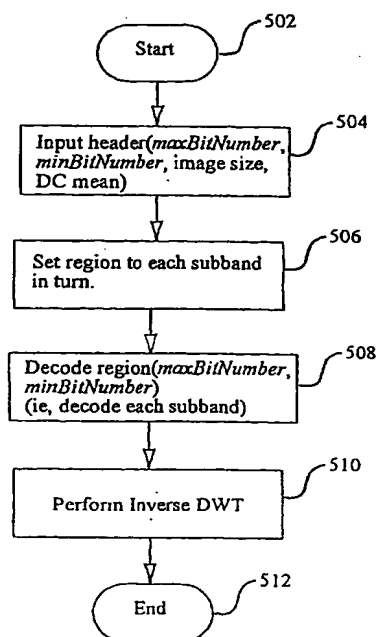 Start
502
Input header(maxBitNumber,
minBitNumber, image size,
DC mean)
504
Set region to each subband
in turn.
506
Decode region(maxBitNumber,
minBitNumber)
(ie, decode each subband)
508
Perform Inverse DWT
510
End
512